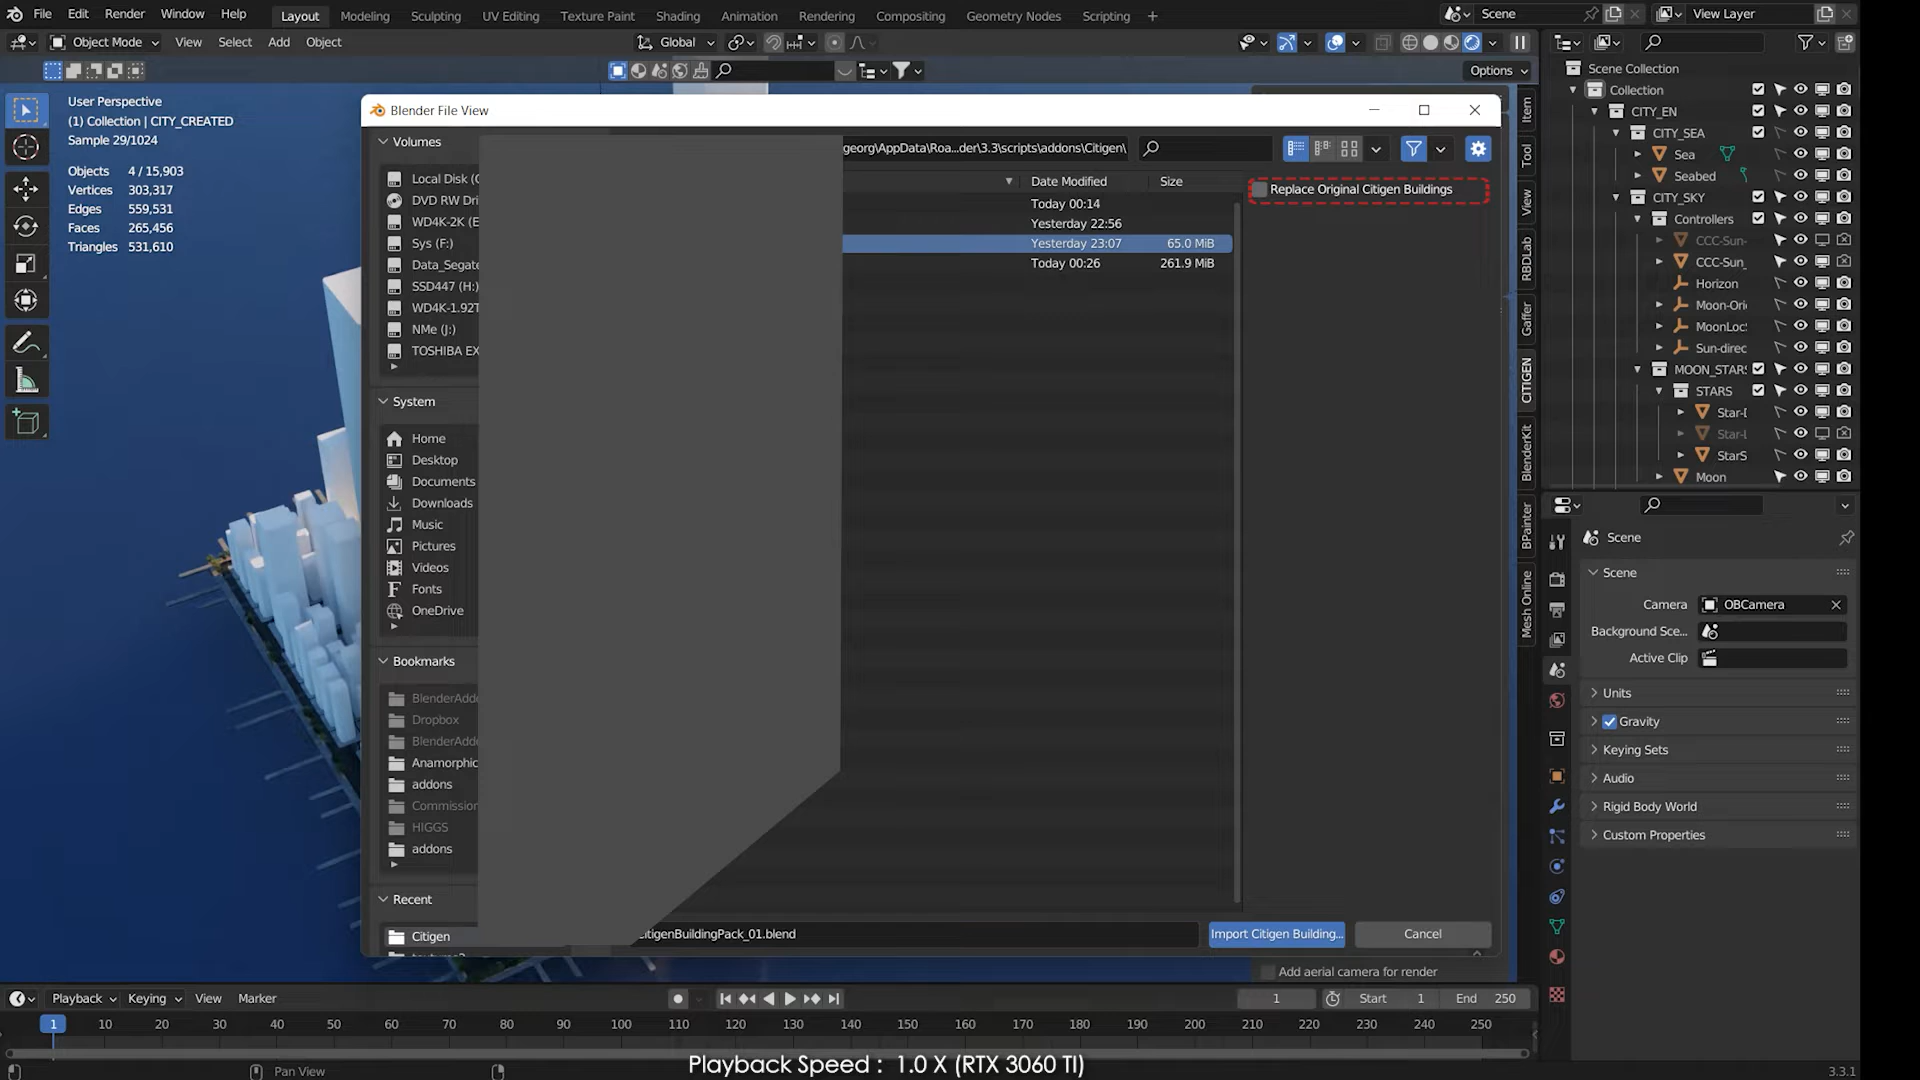 File Edit Render Window Help
Layout Modeling Sculpting UV Editing Texture Paint Shading Animation Rendering Compositing Geometry Nodes Scripting
Scene
View Layer
Object Mode View Select Add Object
Global
Options
User Perspective
(1) Collection | CITY_CREATED
Sample 29/1024
Objects 4 / 15,903
Vertices 303,317
Edges 559,531
Faces 265,456
Triangles 531,610
Blender File View
Volumes
Local Disk (C
DVD RW Dri
WD4K-2K (E
Sys (F:)
Data_Segate
SSD447 (H:)
WD4K-1.92T
NMe (J:)
TOSHIBA EX
System
Home
Desktop
Documents
Downloads
Music
Pictures
Videos
Fonts
OneDrive
Bookmarks
BlenderAdd
Dropbox
BlenderAdd
Anamorphic
addons
Commission
HIGGS
addons
Recent
Citigen
georg\AppData\Roa...der\3.3\scripts\addons\Citigen\
Date Modified Size
Today 00:14
Yesterday 22:56
Yesterday 23:07 65.0 MiB
Today 00:26 261.9 MiB
Replace Original Citigen Buildings
CitigenBuildingPack_01.blend
Import Citigen Building...
Cancel
Add aerial camera for render
Item
Tool
View
RBDLab
Gaffer
CITIGEN
BlenderKit
BPainter
Mesh Online
Scene Collection
Collection
CITY_EN
CITY_SEA
Sea
Seabed
CITY_SKY
Controllers
CCC-Sun-
CCC-Sun_
Horizon
Moon-Ori
MoonLoc
Sun-direc
MOON_STARS
STARS
Star-D
Star-L
StarS
Moon
Scene
Scene
Camera OBCamera
Background Sce...
Active Clip
Units
Gravity
Keying Sets
Audio
Rigid Body World
Custom Properties
Playback Keying View Marker
1
Start 1 End 250
1 10 20 30 40 50 60 70 80 90 100 110 120 130 140 150 160 170 180 190 200 210 220 230 240 250
Playback Speed : 1.0 X (RTX 3060 TI)
Pan View
3.3.1